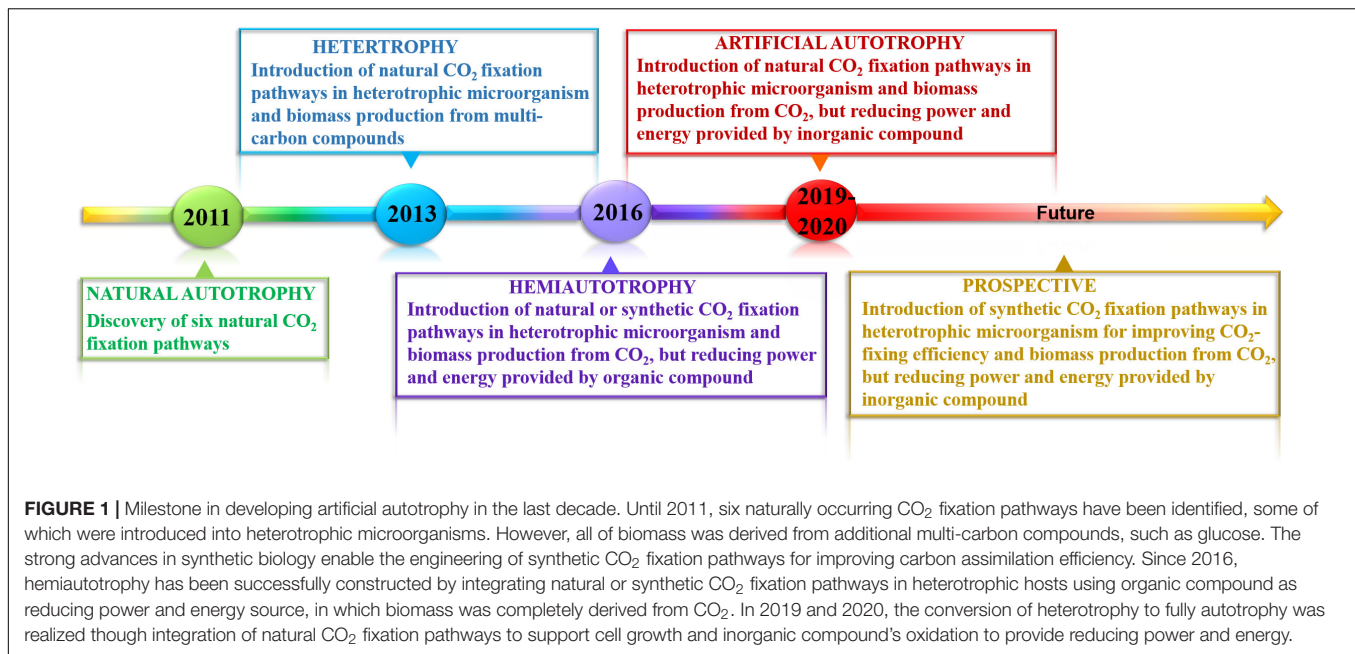 HETERTROPHY
Introduction of natural CO₂ fixation
pathways in heterotrophic microorganism
and biomass production from multi-
carbon compounds
ARTIFICIAL AUTOTROPHY
Introduction of natural CO₂ fixation pathways in
heterotrophic microorganism and biomass
production from CO₂, but reducing power and
energy provided by inorganic compound
2011
2013
2016
2019-
2020
Future
NATURAL AUTOTROPHY
Discovery of six natural CO₂
fixation pathways
HEMIAUTOTROPHY
Introduction of natural or synthetic CO₂ fixation
pathways in heterotrophic microorganism and
biomass production from CO₂, but reducing power
and energy provided by organic compound
PROSPECTIVE
Introduction of synthetic CO₂ fixation pathways in
heterotrophic microorganism for improving CO₂-
fixing efficiency and biomass production from CO₂,
but reducing power and energy provided by
inorganic compound
FIGURE 1 | Milestone in developing artificial autotrophy in the last decade. Until 2011, six naturally occurring CO₂ fixation pathways have been identified, some of
which were introduced into heterotrophic microorganisms. However, all of biomass was derived from additional multi-carbon compounds, such as glucose. The
strong advances in synthetic biology enable the engineering of synthetic CO₂ fixation pathways for improving carbon assimilation efficiency. Since 2016,
hemiautotrophy has been successfully constructed by integrating natural or synthetic CO₂ fixation pathways in heterotrophic hosts using organic compound as
reducing power and energy source, in which biomass was completely derived from CO₂. In 2019 and 2020, the conversion of heterotrophy to fully autotrophy was
realized though integration of natural CO₂ fixation pathways to support cell growth and inorganic compound's oxidation to provide reducing power and energy.